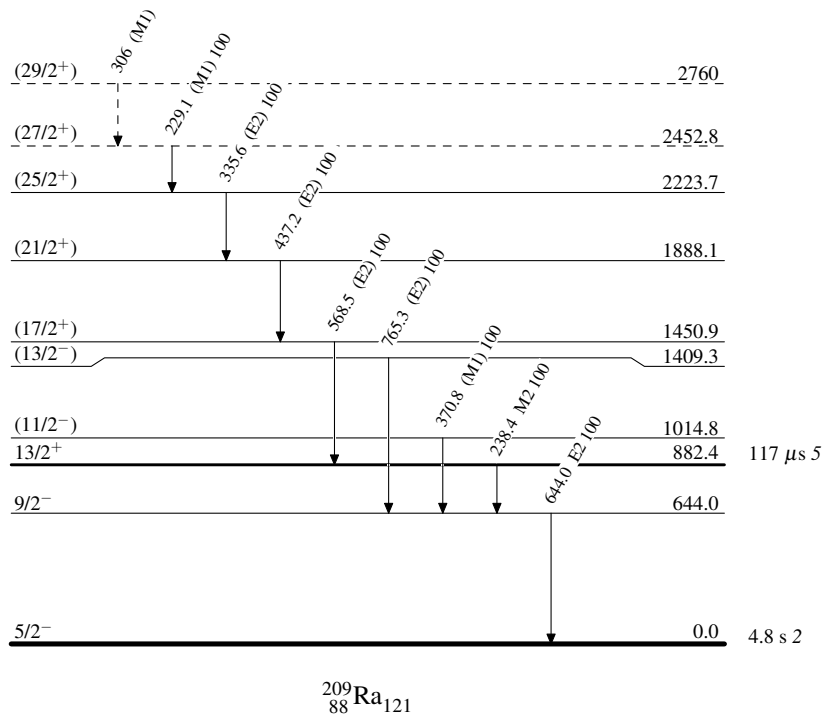 306 (M1)
229.1 (M1) 100
335.6 (E2) 100
437.2 (E2) 100
568.5 (E2) 100
765.3 (E2) 100
370.8 (M1) 100
238.4 M2 100
644.0 E2 100
(29/2⁺) 2760
(27/2⁺) 2452.8
(25/2⁺) 2223.7
(21/2⁺) 1888.1
(17/2⁺) 1450.9
(13/2⁻) 1409.3
(11/2⁻) 1014.8
13/2⁺ 882.4 117 μs 5
9/2⁻ 644.0
5/2⁻ 0.0 4.8 s 2
²⁰⁹₈₈Ra₁₂₁